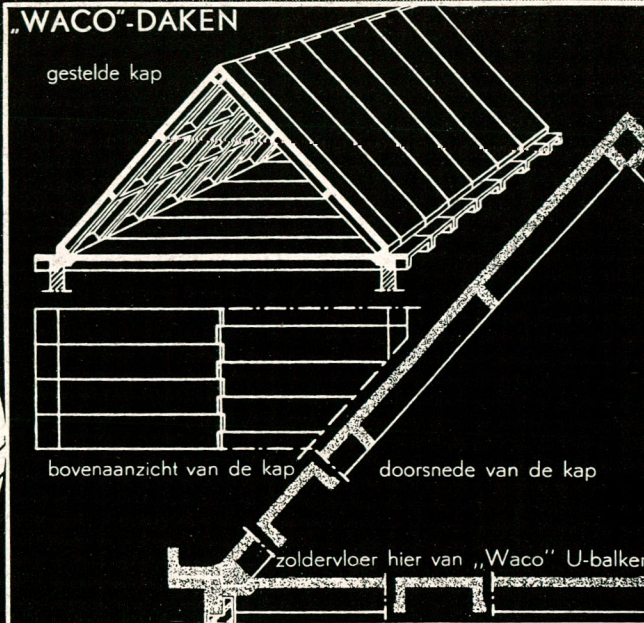 „WACO”-DAKEN
gestelde kap
bovenaanzicht van de kap
doorsnede van de kap
zoldervloer hier van „Waco” U-balken